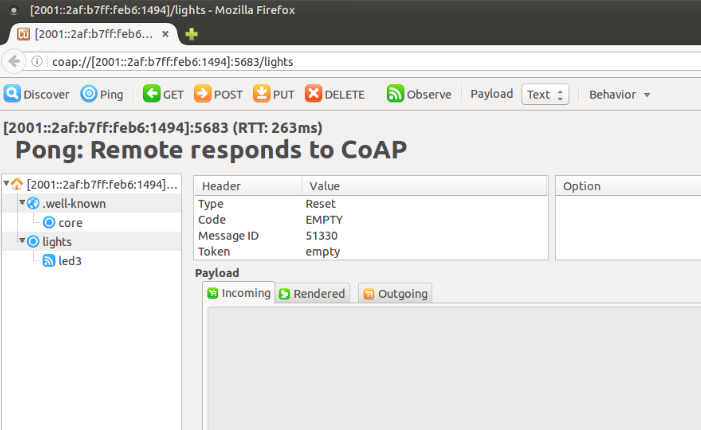 [2001::2af:b7ff:feb6:1494]/lights - Mozilla Firefox
Cu [2001::2af:b7ff:feb6:... ×
coap://[2001::2af:b7ff:feb6:1494]:5683/lights
Discover Ping GET POST PUT DELETE Observe Payload Text Behavior
[2001::2af:b7ff:feb6:1494]:5683 (RTT: 263ms)
Pong: Remote responds to CoAP
[2001::2af:b7ff:feb6:1494]...
.well-known
core
lights
led3
Header Value Option
Type Reset
Code EMPTY
Message ID 51330
Token empty
Payload
Incoming Rendered Outgoing